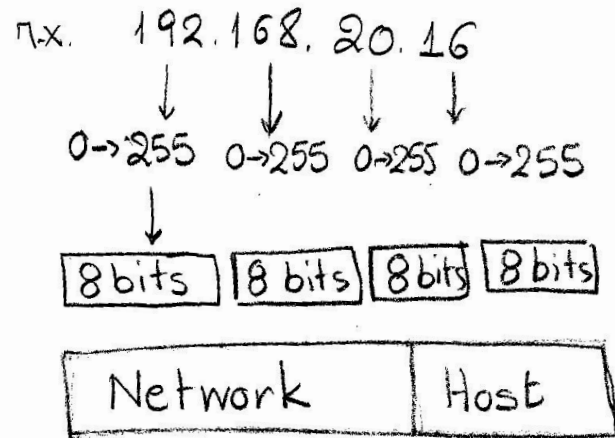 π.χ. 192.168.20.16
0→255 0→255 0→255 0→255
8 bits 8 bits 8 bits 8 bits
Network Host